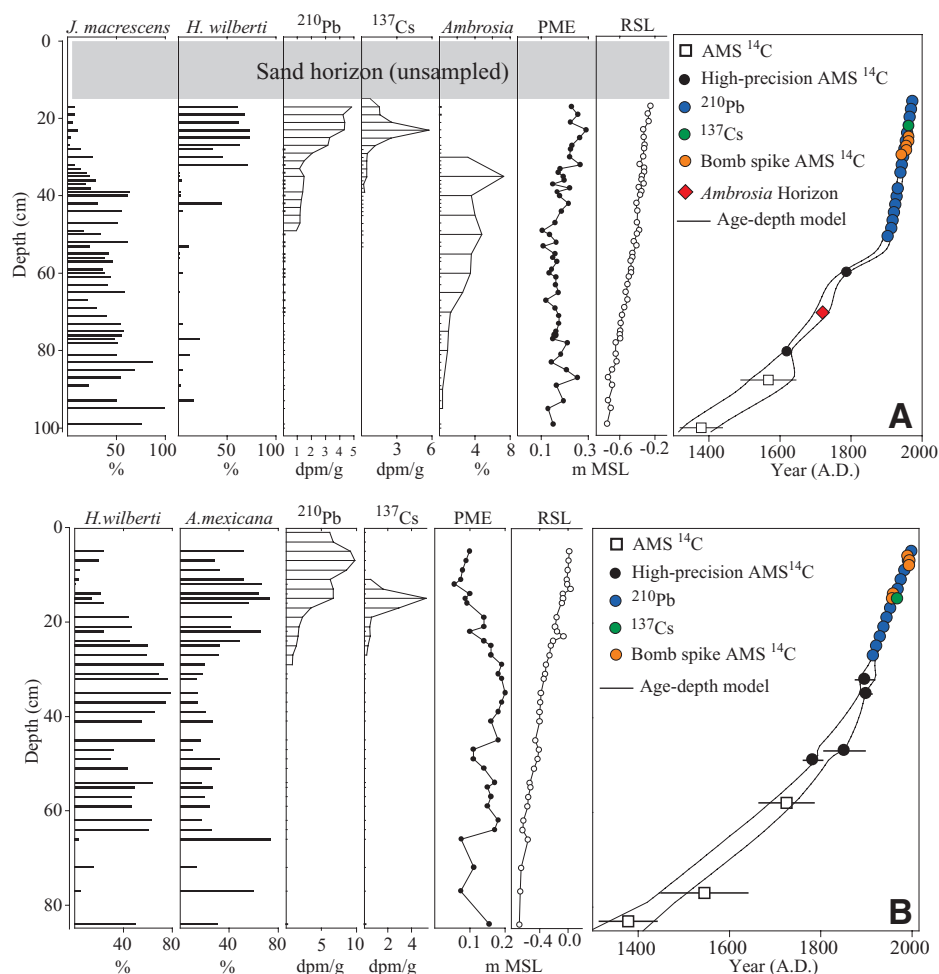 J. macrescens H. wilberti ²¹⁰Pb ¹³⁷Cs Ambrosia PME RSL
Sand horizon (unsampled)
Depth (cm)
0
20
40
60
80
100
50 100
%
50 100
%
1 2 3 4 5
dpm/g
3 6
dpm/g
4 8
%
0.1 0.3
-0.6 -0.2
m MSL
AMS ¹⁴C
High-precision AMS ¹⁴C
²¹⁰Pb
¹³⁷Cs
Bomb spike AMS ¹⁴C
Ambrosia Horizon
Age-depth model
A
1400 1600 1800 2000
Year (A.D.)
H.wilberti A.mexicana ²¹⁰Pb ¹³⁷Cs PME RSL
Depth (cm)
0
20
40
60
80
40 80
%
40 80
%
5 10
dpm/g
2 4
dpm/g
0.1 0.2
-0.4 0.0
m MSL
AMS ¹⁴C
High-precision AMS¹⁴C
²¹⁰Pb
¹³⁷Cs
Bomb spike AMS ¹⁴C
Age-depth model
B
1400 1600 1800 2000
Year (A.D.)